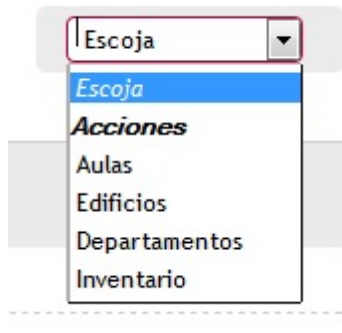 Escoja
Escoja
Acciones
Aulas
Edificios
Departamentos
Inventario